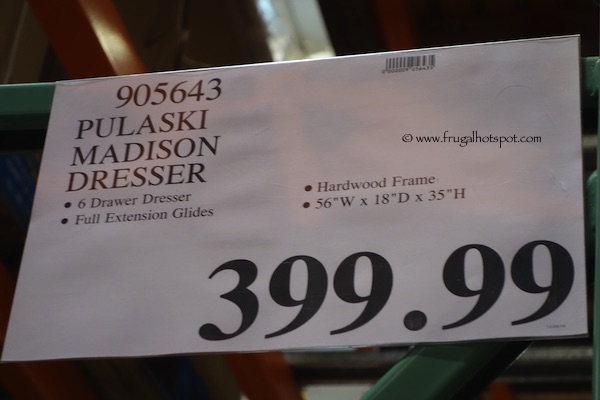 905643
PULASKI
MADISON
DRESSER
• 6 Drawer Dresser
• Full Extension Glides
© www.frugalhotspot.com
• Hardwood Frame
• 56"W x 18"D x 35"H
399.99